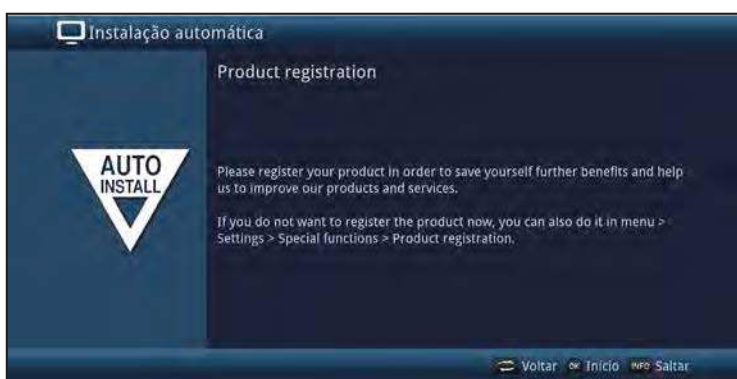 Instalação automática
Product registration
AUTO
INSTALL
Please register your product in order to save yourself further benefits and help
us to improve our products and services.
If you do not want to register the product now, you can also do it in menu >
Settings > Special functions > Product registration.
Voltar OK Início INFO Saltar